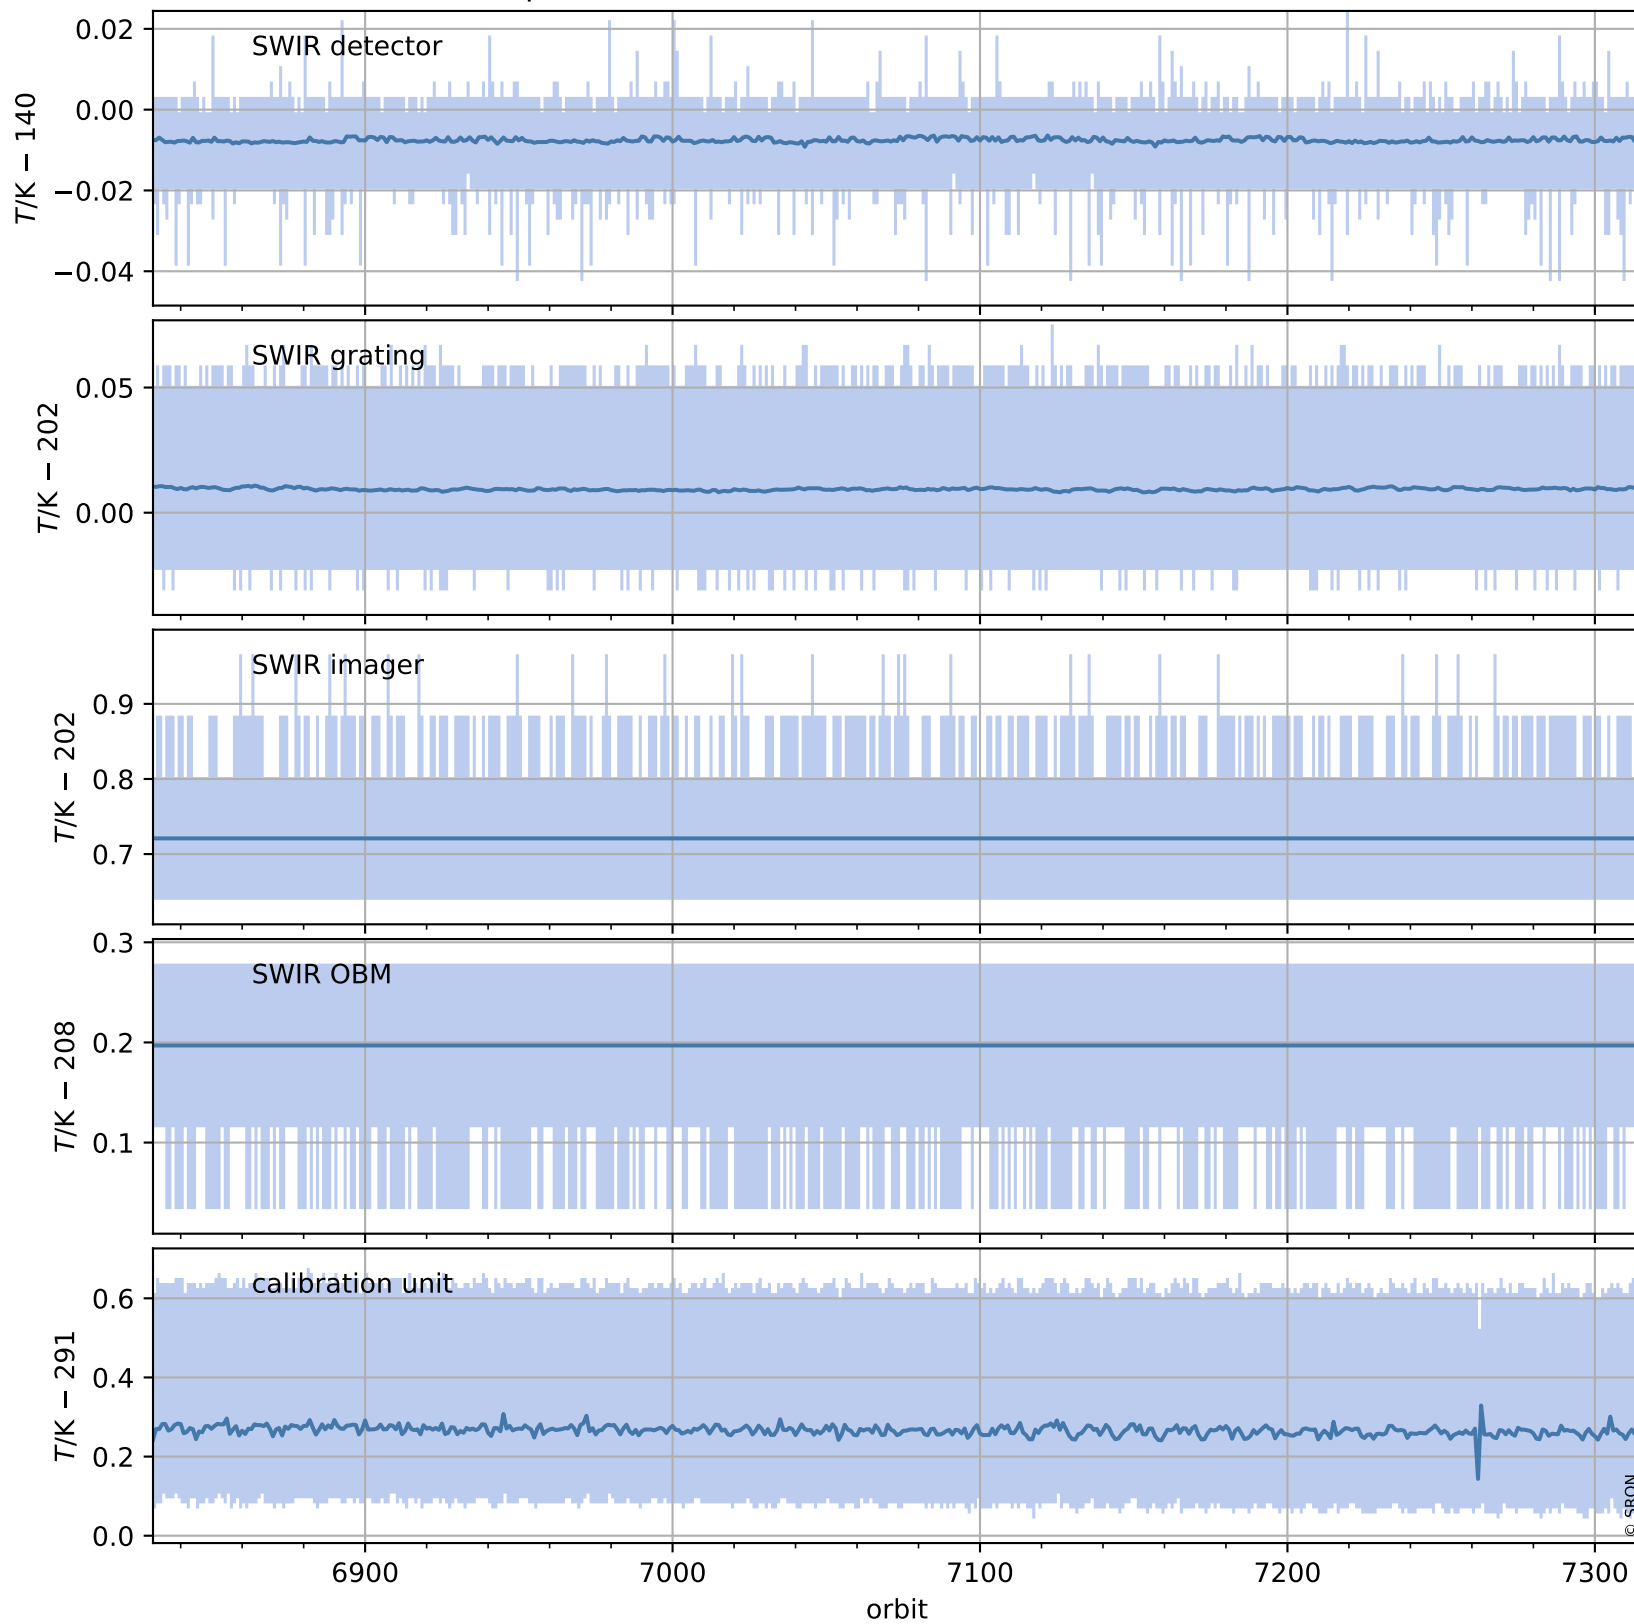 0.02
0.00
−0.02
−0.04
T/K − 140
SWIR detector
0.05
0.00
T/K − 202
SWIR grating
0.9
0.8
0.7
T/K − 202
SWIR imager
0.3
0.2
0.1
T/K − 208
SWIR OBM
0.6
0.4
0.2
0.0
T/K − 291
calibration unit
© SRON
6900 7000 7100 7200 7300
orbit